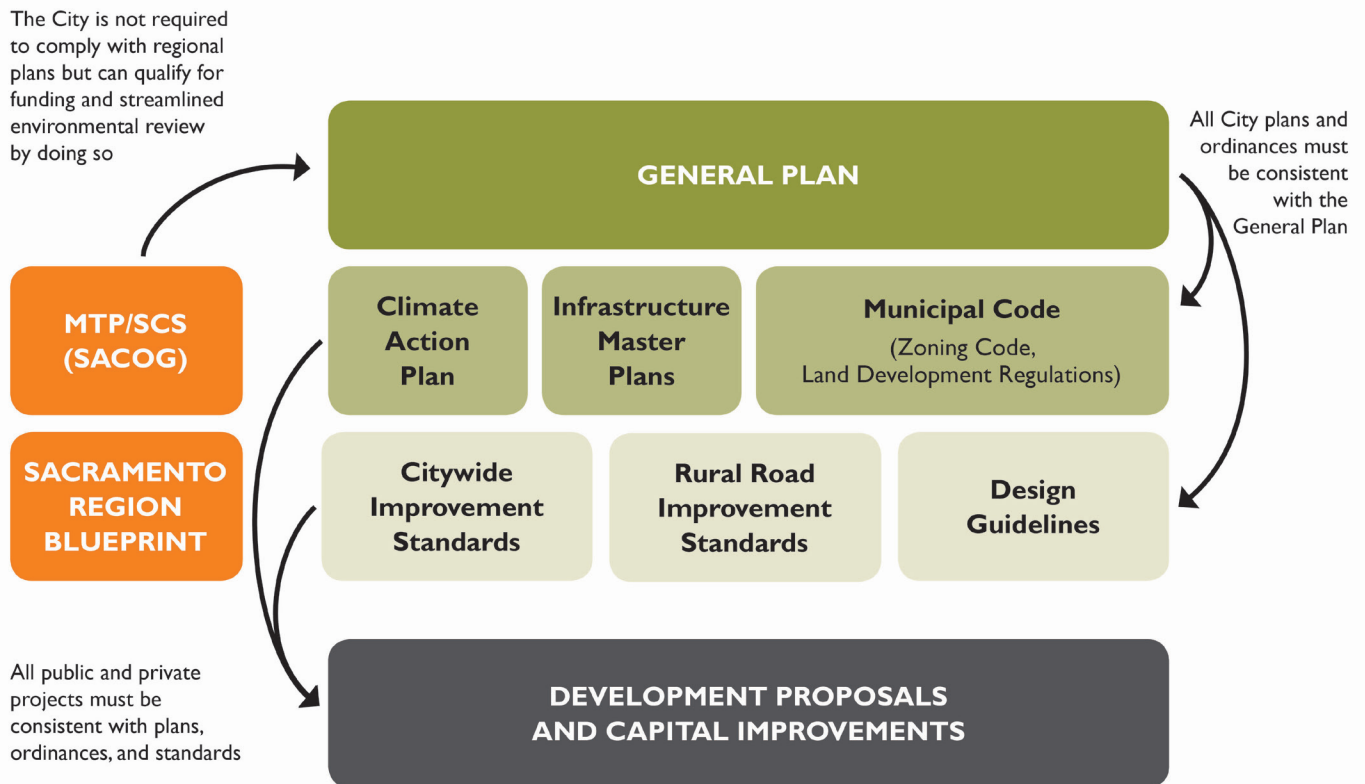 The City is not required
to comply with regional
plans but can qualify for
funding and streamlined
environmental review
by doing so
GENERAL PLAN
All City plans and
ordinances must
be consistent
with the
General Plan
MTP/SCS
(SACOG)
Climate
Action
Plan
Infrastructure
Master
Plans
Municipal Code
(Zoning Code,
Land Development Regulations)
SACRAMENTO
REGION
BLUEPRINT
Citywide
Improvement
Standards
Rural Road
Improvement
Standards
Design
Guidelines
All public and private
projects must be
consistent with plans,
ordinances, and standards
DEVELOPMENT PROPOSALS
AND CAPITAL IMPROVEMENTS